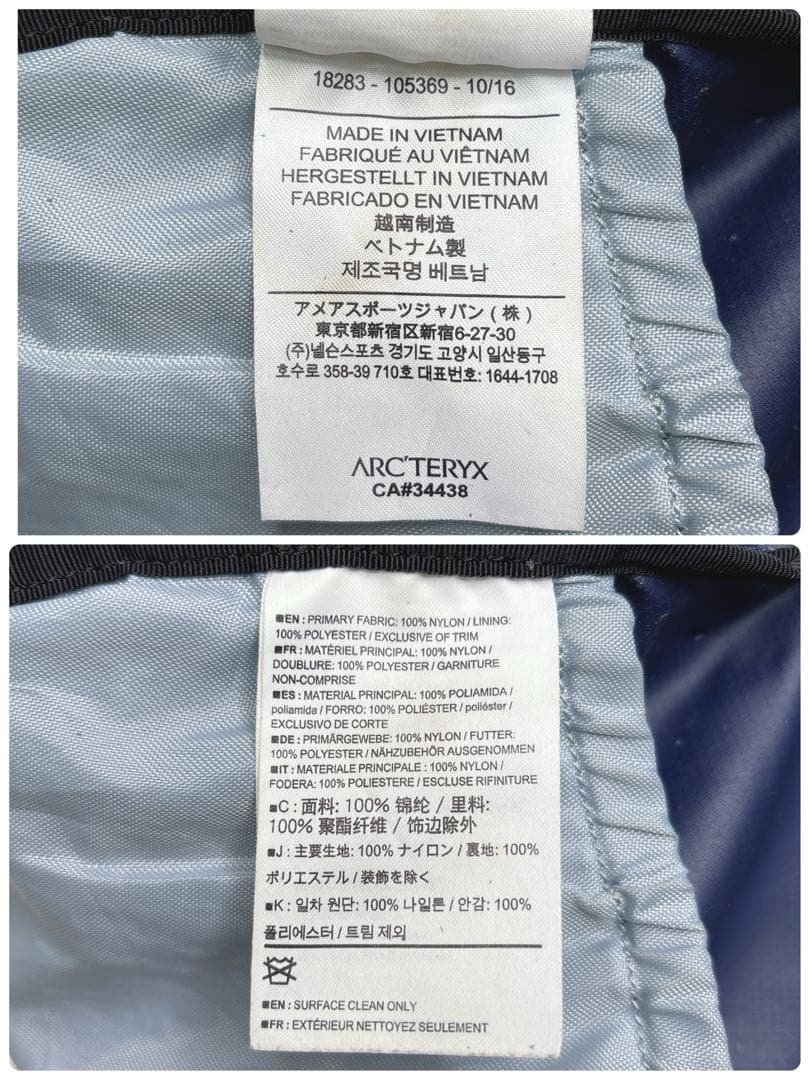 18283 - 105369 - 10/16
MADE IN VIETNAM
FABRIQUÉ AU VIÊTNAM
HERGESTELLT IN VIETNAM
FABRICADO EN VIETNAM
越南制造
ベトナム製
제조국명 베트남
アメアスポーツジャパン(株)
東京都新宿区新宿6-27-30
(주)넬슨스포츠 경기도 고양시 일산동구
호수로 358-39 710호 대표번호: 1644-1708
ARC'TERYX
CA#34438
■EN : PRIMARY FABRIC: 100% NYLON / LINING:
100% POLYESTER / EXCLUSIVE OF TRIM
■FR : MATÉRIEL PRINCIPAL: 100% NYLON /
DOUBLURE: 100% POLYESTER / GARNITURE
NON-COMPRISE
■ES : MATERIAL PRINCIPAL: 100% POLIAMIDA /
poliamida / FORRO: 100% POLIÉSTER / poliéster /
EXCLUSIVO DE CORTE
■DE : PRIMÄRGEWEBE: 100% NYLON / FUTTER:
100% POLYESTER / NÄHZUBEHÖR AUSGENOMMEN
■IT : MATERIALE PRINCIPALE : 100% NYLON /
FODERA: 100% POLIESTERE / ESCLUSE RIFINITURE
■C : 面料: 100% 锦纶 / 里料:
100% 聚酯纤维 / 饰边除外
■J : 主要生地: 100% ナイロン / 裏地: 100%
ポリエステル / 装飾を除く
■K : 일차 원단: 100% 나일론 / 안감: 100%
폴리에스터 / 트림 제외
■EN : SURFACE CLEAN ONLY
■FR : EXTÉRIEUR NETTOYEZ SEULEMENT